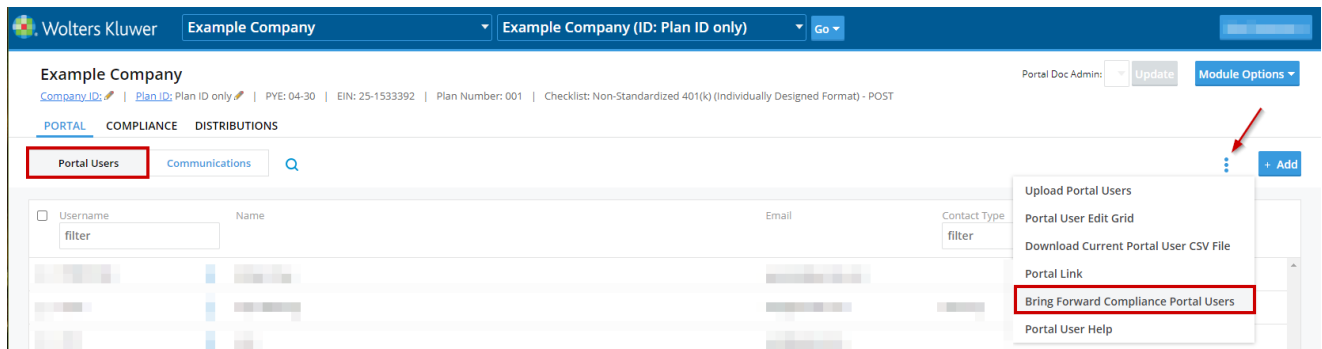 Wolters Kluwer Example Company Example Company (ID: Plan ID only) Go
Example Company
Portal Doc Admin: Update Module Options
Company ID: | Plan ID: Plan ID only | PYE: 04-30 | EIN: 25-1533392 | Plan Number: 001 | Checklist: Non-Standardized 401(k) (Individually Designed Format) - POST
PORTAL COMPLIANCE DISTRIBUTIONS
Portal Users Communications + Add
Username Name Email Contact Type
filter filter
Upload Portal Users
Portal User Edit Grid
Download Current Portal User CSV File
Portal Link
Bring Forward Compliance Portal Users
Portal User Help